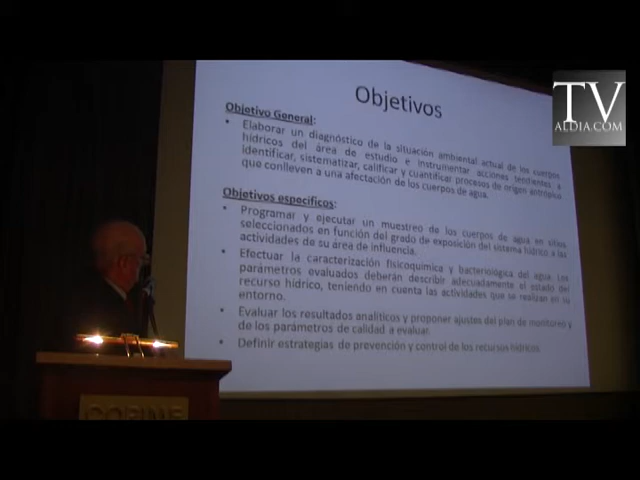 TV
ALDIA.COM
Objetivos
Objetivo General:
• Elaborar un diagnóstico de la situación ambiental actual de los cuerpos
hídricos del área de estudio e instrumentar acciones tendientes a
identificar, sistematizar, calificar y cuantificar procesos de origen antrópico
que conlleven a una afectación de los cuerpos de agua.
Objetivos específicos:
• Programar y ejecutar un muestreo de los cuerpos de agua en sitios
seleccionados en función del grado de exposición del sistema hídrico a las
actividades de su área de influencia.
• Efectuar la caracterización fisicoquímica y bacteriológica del agua. Los
parámetros evaluados deberán describir adecuadamente el estado del
recurso hídrico, teniendo en cuenta las actividades que se realizan en su
entorno.
• Evaluar los resultados analíticos y proponer ajustes del plan de monitoreo y
de los parámetros de calidad a evaluar.
• Definir estrategias de prevención y control de los recursos hídricos.